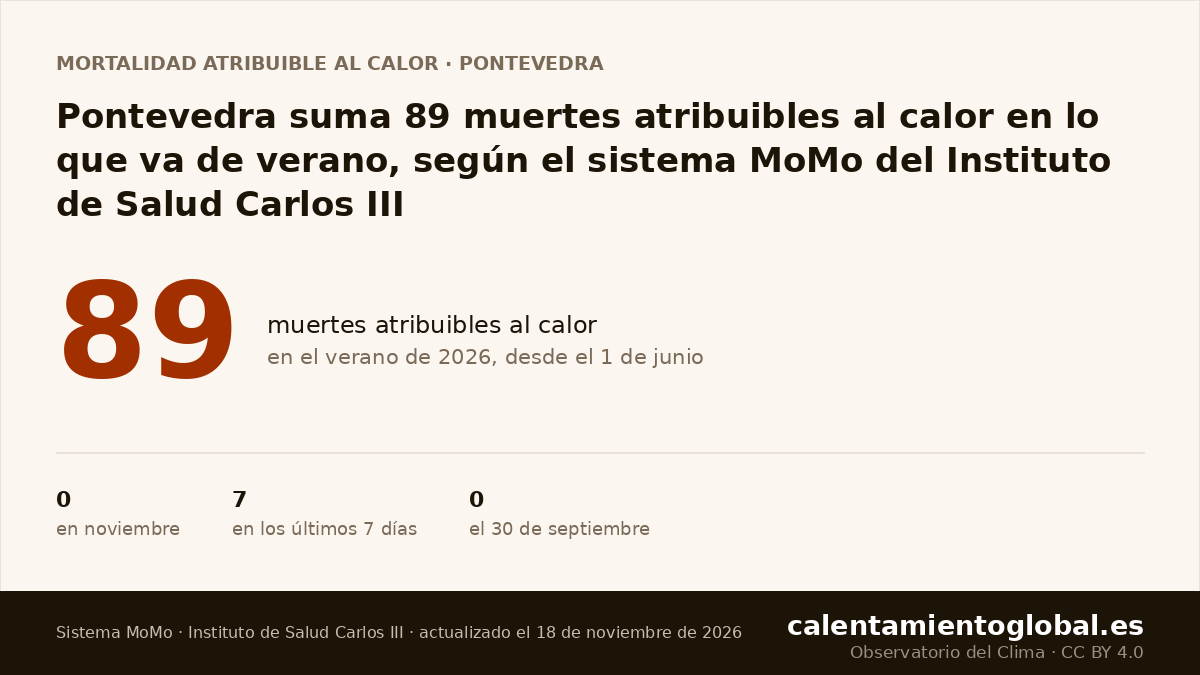 MORTALIDAD ATRIBUIBLE AL CALOR · PONTEVEDRA
Pontevedra suma 89 muertes atribuibles al calor en lo
que va de verano, según el sistema MoMo del Instituto
de Salud Carlos III
89
muertes atribuibles al calor
en el verano de 2026, desde el 1 de junio
0
en noviembre
7
en los últimos 7 días
0
el 30 de septiembre
Sistema MoMo · Instituto de Salud Carlos III · actualizado el 18 de noviembre de 2026
calentamientoglobal.es
Observatorio del Clima · CC BY 4.0